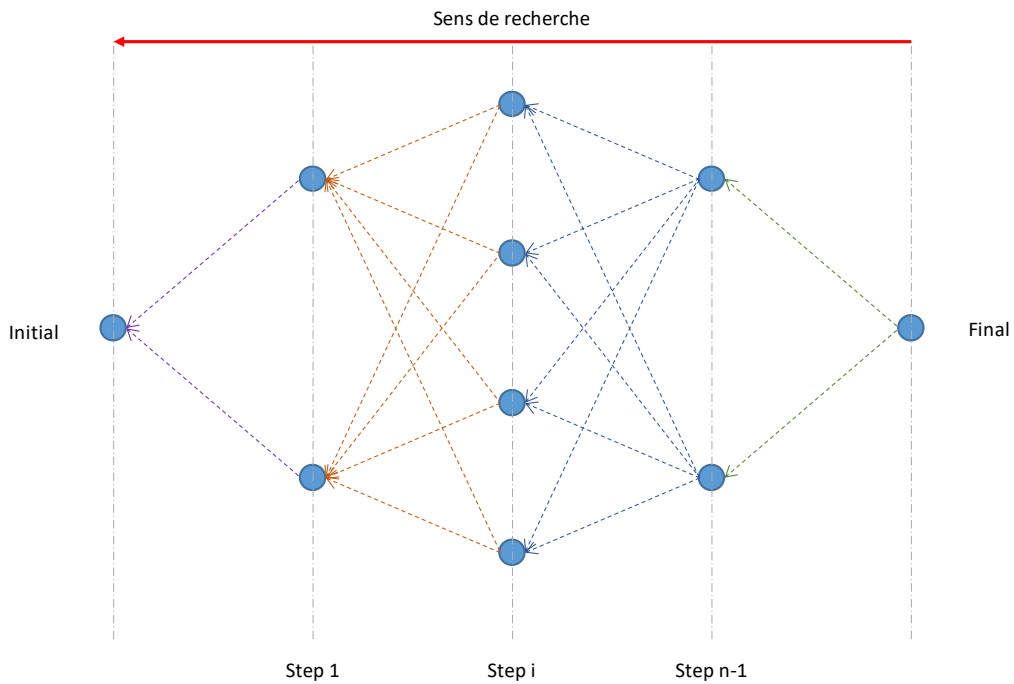 Sens de recherche
Initial
Final
Step 1
Step i
Step n-1